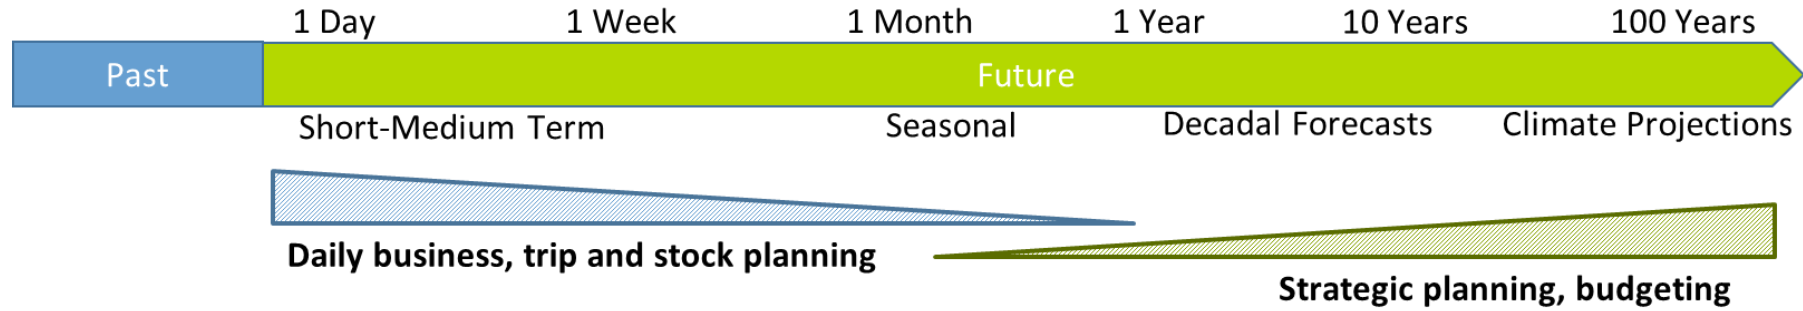 1 Day 1 Week 1 Month 1 Year 10 Years 100 Years
Past Future
Short-Medium Term Seasonal Decadal Forecasts Climate Projections
Daily business, trip and stock planning
Strategic planning, budgeting